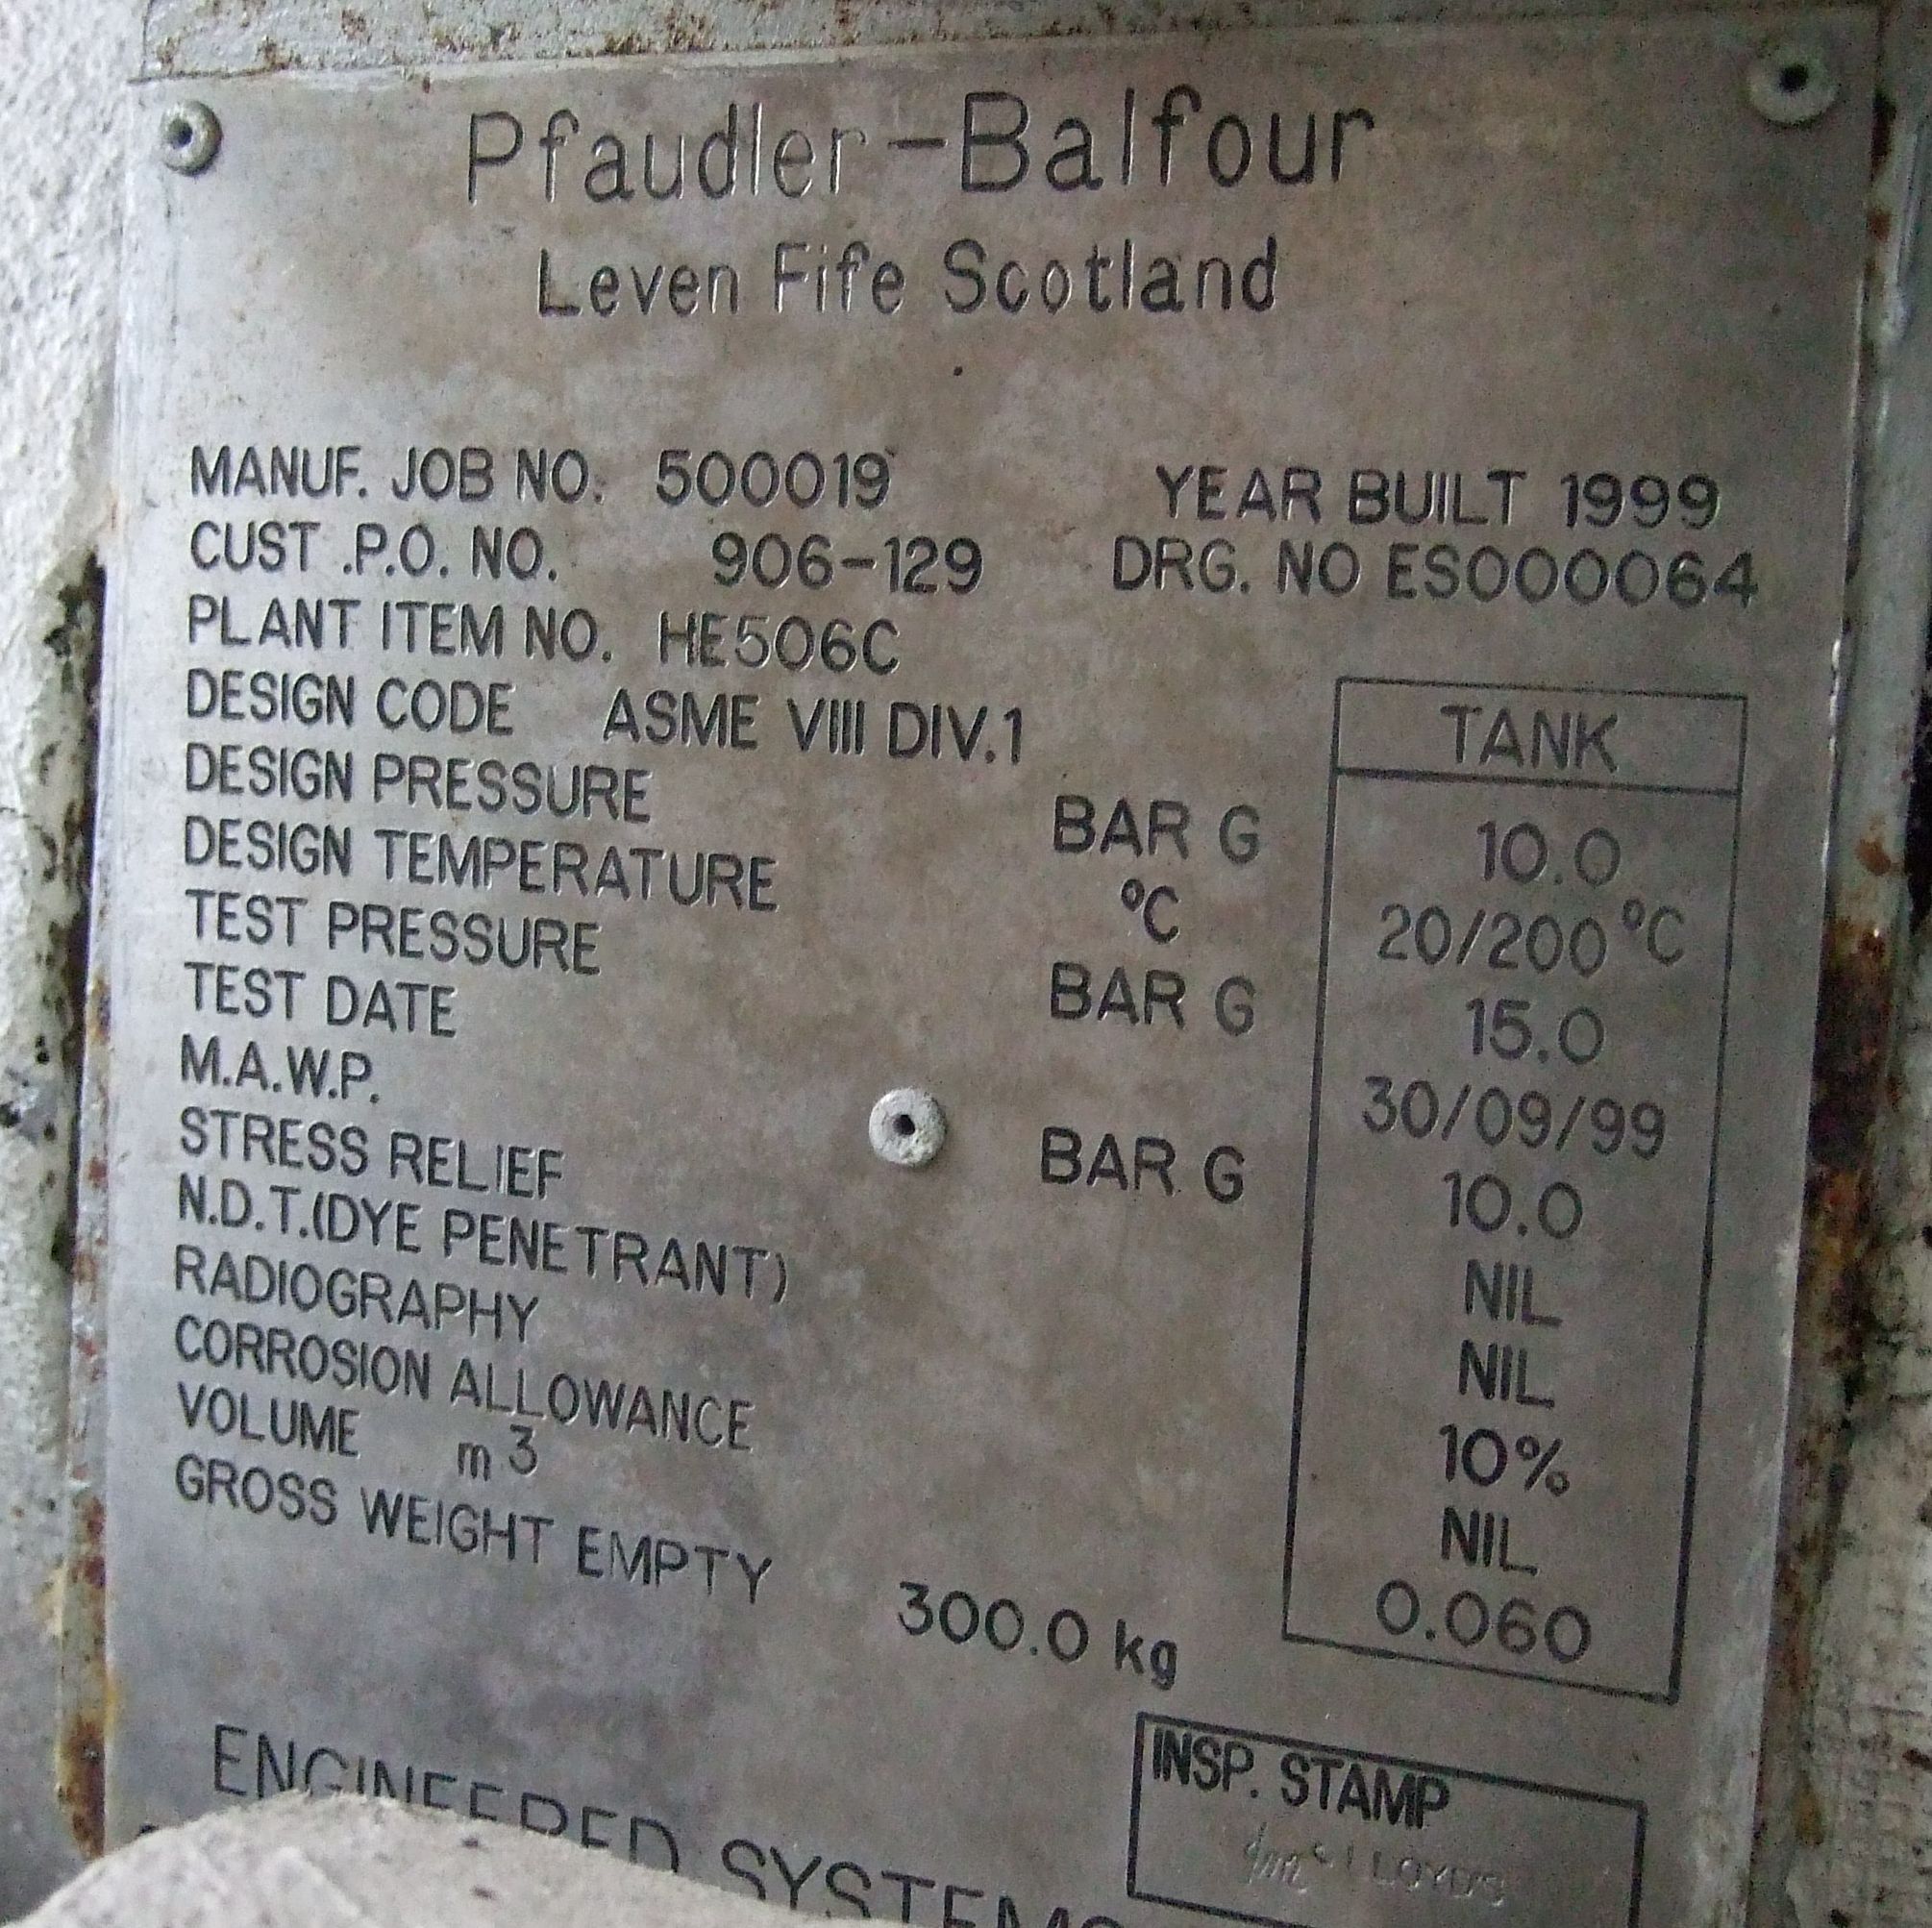 Pfaudler-Balfour
Leven Fife Scotland
MANUF. JOB NO. 500019 YEAR BUILT 1999
CUST .P.O. NO. 906-129 DRG. NO ES000064
PLANT ITEM NO. HE506C
DESIGN CODE ASME VIII DIV.1 TANK
DESIGN PRESSURE BAR G 10.0
DESIGN TEMPERATURE °C 20/200°C
TEST PRESSURE BAR G 15.0
TEST DATE 30/09/99
M.A.W.P. BAR G 10.0
STRESS RELIEF NIL
N.D.T.(DYE PENETRANT) NIL
RADIOGRAPHY 10%
CORROSION ALLOWANCE NIL
VOLUME m3 0.060
GROSS WEIGHT EMPTY 300.0 kg
ENGINEERED SYSTEMS
INSP. STAMP
LLOYDS